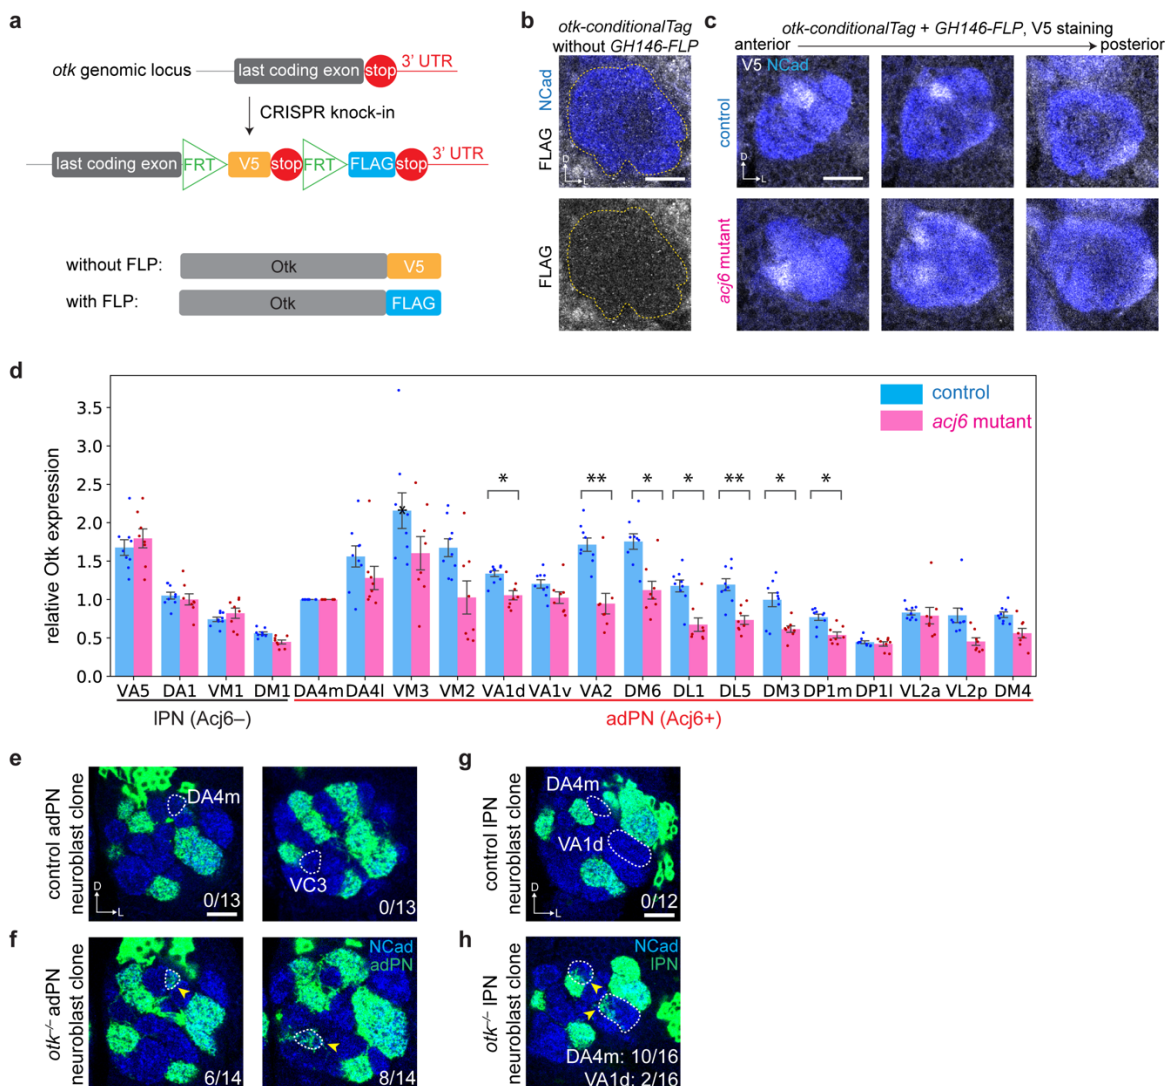 a
otk genomic locus
last coding exon
stop
3' UTR
CRISPR knock-in
last coding exon
FRT
V5
stop
FRT
FLAG
stop
3' UTR
without FLP:
Otk
V5
with FLP:
Otk
FLAG
b
otk-conditionalTag
without GH146-FLP
FLAG NCad
D
L
FLAG
c
otk-conditionalTag + GH146-FLP, V5 staining
anterior
posterior
control
V5 NCad
D
L
acj6 mutant
d
relative Otk expression
3.5
3.0
2.5
2.0
1.5
1.0
0.5
0.0
control
acj6 mutant
*
*
**
*
*
**
*
*
VA5 DA1 VM1 DM1 DA4m DA4l VM3 VM2 VA1d VA1v VA2 DM6 DL1 DL5 DM3 DP1m DP1l VL2a VL2p DM4
lPN (Acj6–)
adPN (Acj6+)
e
control adPN
neuroblast clone
DA4m
D
L
0/13
VC3
0/13
f
otk–/– adPN
neuroblast clone
6/14
NCad
adPN
8/14
g
control lPN
neuroblast clone
DA4m
VA1d
D
L
0/12
h
otk–/– lPN
neuroblast clone
NCad
lPN
DA4m: 10/16
VA1d: 2/16